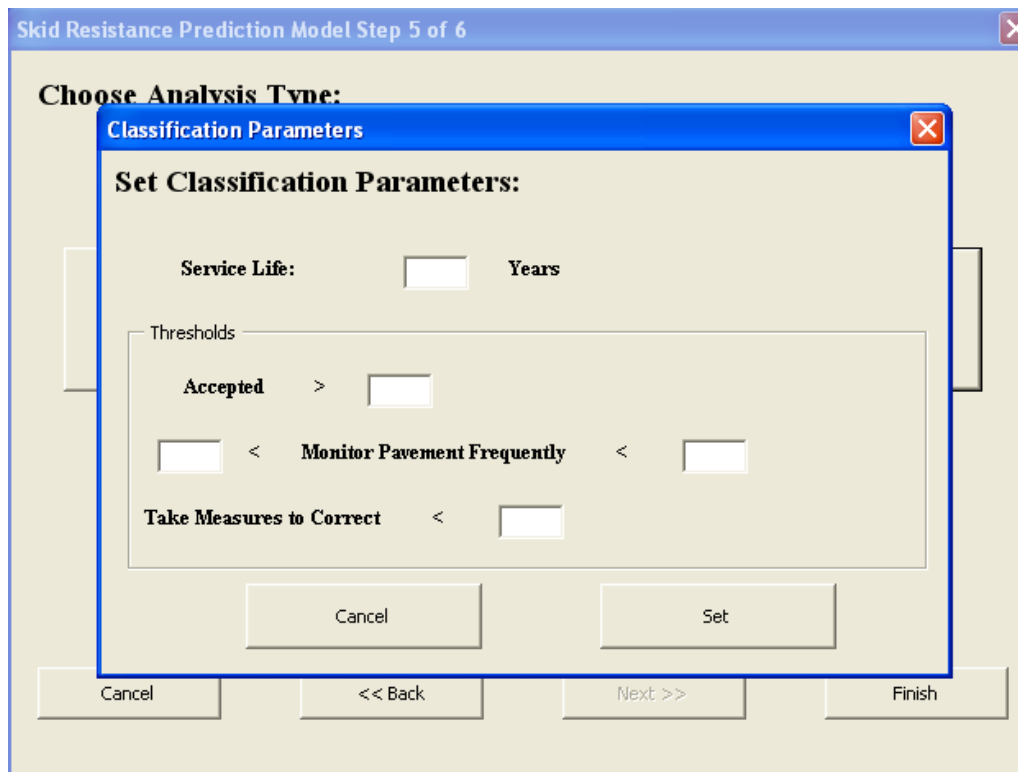 Skid Resistance Prediction Model Step 5 of 6
Choose Analysis Type:
Classification Parameters
Set Classification Parameters:
Service Life: Years
Thresholds
Accepted >
< Monitor Pavement Frequently <
Take Measures to Correct <
Cancel Set
Cancel << Back Next >> Finish